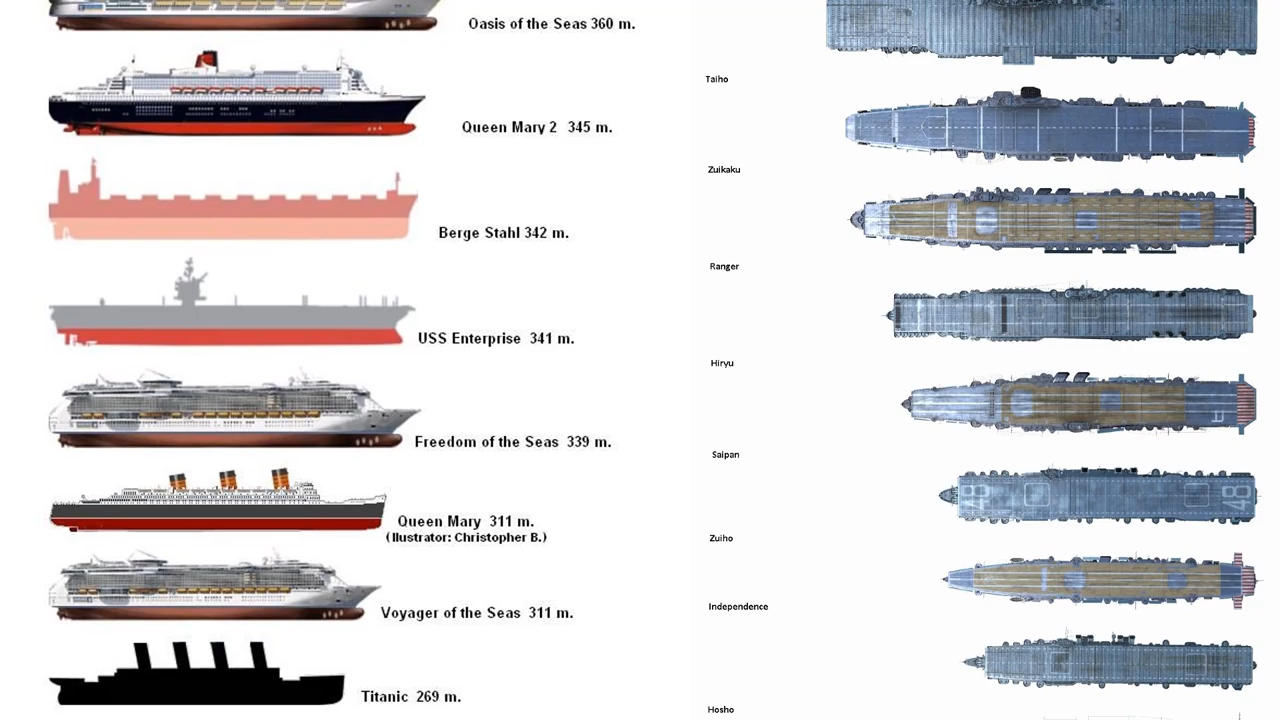 Oasis of the Seas 360 m.
Queen Mary 2 345 m.
Berge Stahl 342 m.
USS Enterprise 341 m.
Freedom of the Seas 339 m.
Queen Mary 311 m.
(Ilustrator: Christopher B.)
Voyager of the Seas 311 m.
Titanic 269 m.
Taiho
Zuikaku
Ranger
Hiryu
Saipan
48
48
Zuiho
Independence
Hosho